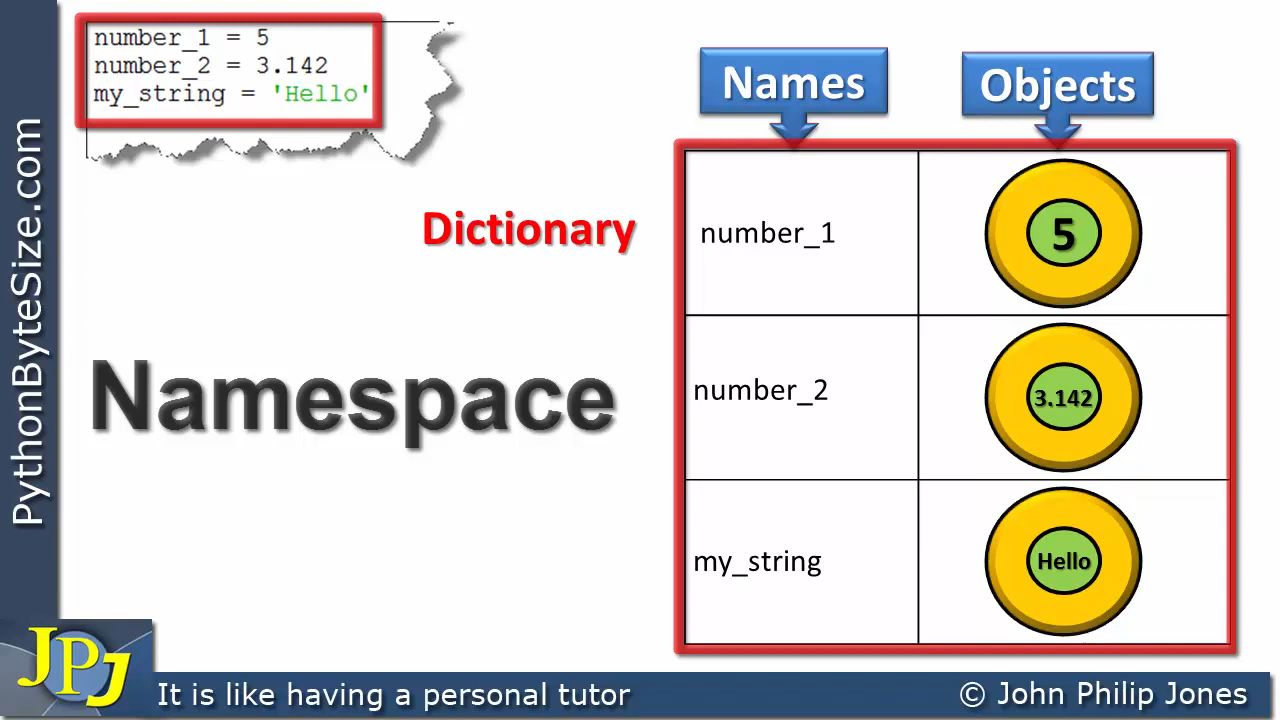 number_1 = 5
number_2 = 3.142
my_string = 'Hello'
Names
Objects
Dictionary
number_1
5
Namespace
number_2
3.142
my_string
Hello
PythonByteSize.com
JPJ
It is like having a personal tutor
© John Philip Jones